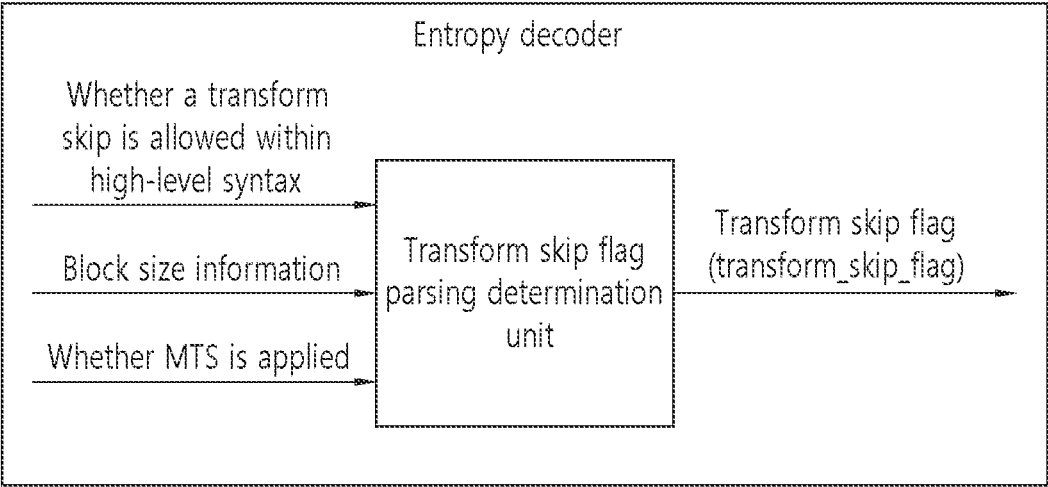 Entropy decoder
Whether a transform
skip is allowed within
high-level syntax
Block size information
Whether MTS is applied
Transform skip flag
parsing determination
unit
Transform skip flag
(transform_skip_flag)